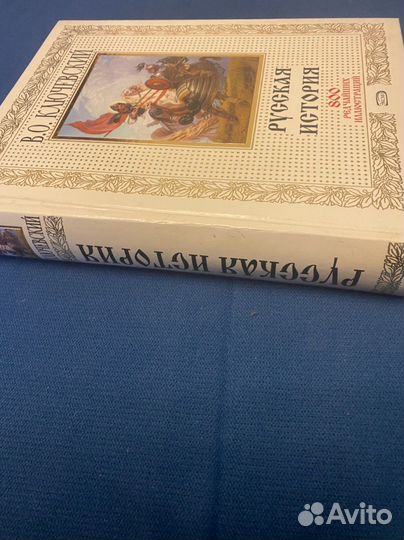 В.О. КЛЮЧЕВСКИЙ
РУССКАЯ
ИСТОРИЯ
800
РЕДЧАЙШИХ
ИЛЛЮСТРАЦИЙ
РУССКАЯ ИСТОРИЯ
Avito